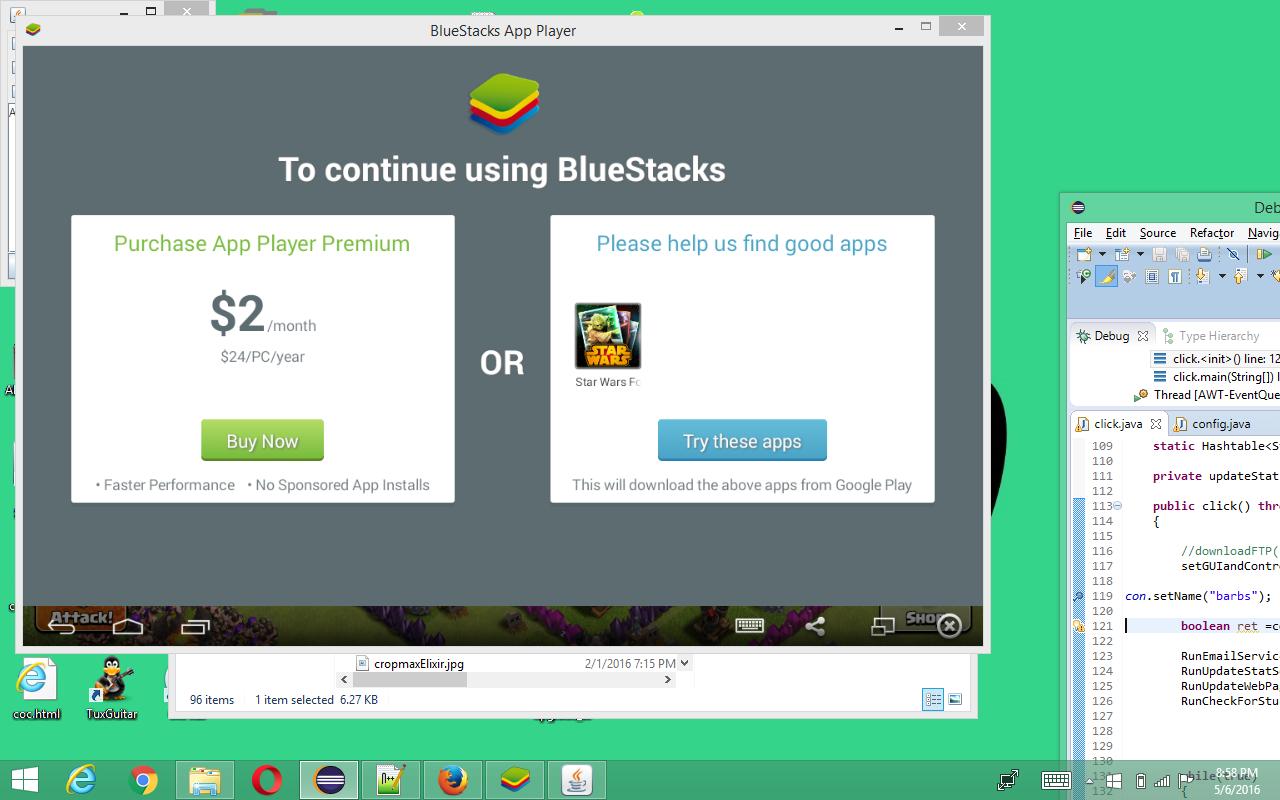 BlueStacks App Player
To continue using BlueStacks
Purchase App Player Premium
$2/month
$24/PC/year
Buy Now
• Faster Performance • No Sponsored App Installs
OR
Please help us find good apps
STAR WARS
Star Wars Fo
Try these apps
This will download the above apps from Google Play
Attack!
Shop
cropmaxElixir.jpg 2/1/2016 7:15 PM
96 items 1 item selected 6.27 KB
coc.html
TuxGuitar
Deb
File Edit Source Refactor Navig
Debug Type Hierarchy
click.<init>() line: 12
click.main(String[]) l
Thread [AWT-EventQue
click.java config.java
109 static Hashtable<S
110
111 private updateStat
112
113 public click() thro
114 {
115
116 //downloadFTP(
117 setGUIandContro
118
119 con.setName("barbs");
120
121 boolean ret =co
122
123 RunEmailService
124 RunUpdateStatSe
125 RunUpdateWebPa
126 RunCheckForStu
127
128
129
130
131 while(true)
132 {
8:58 PM
5/6/2016